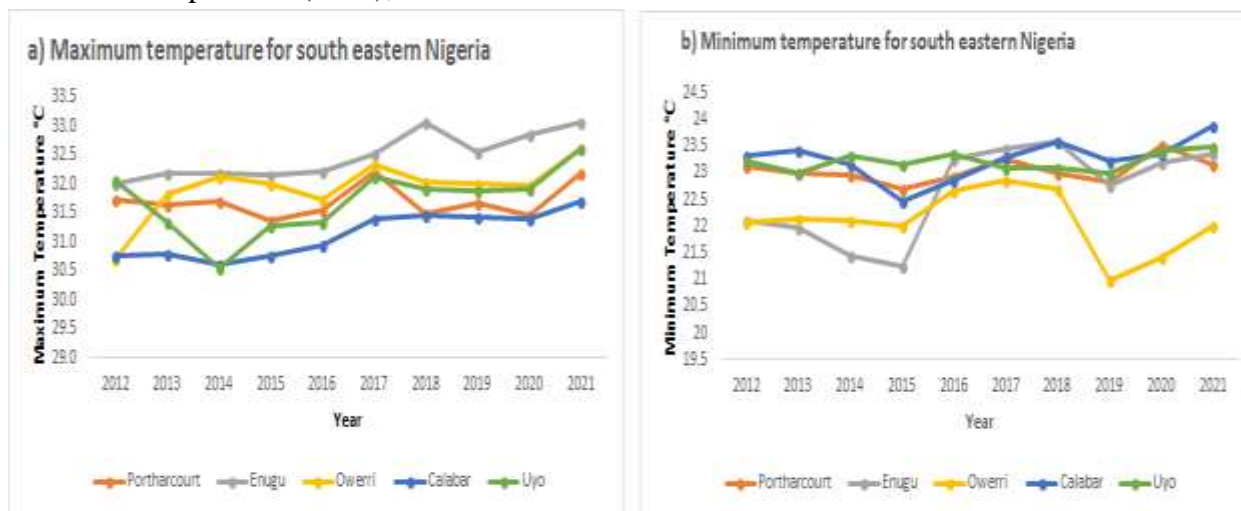 a) Maximum temperature for south eastern Nigeria
Maximum Temperature °C
33.5
33.0
32.5
32.0
31.5
31.0
30.5
30.0
29.5
29.0
2012 2013 2014 2015 2016 2017 2018 2019 2020 2021
Year
Portharcourt Enugu Owerri Calabar Uyo
b) Minimum temperature for south eastern Nigeria
Minimum Temperature °C
24.5
24
23.5
23
22.5
22
21.5
21
20.5
20
19.5
2012 2013 2014 2015 2016 2017 2018 2019 2020 2021
Year
Portharcourt Enugu Owerri Calabar Uyo